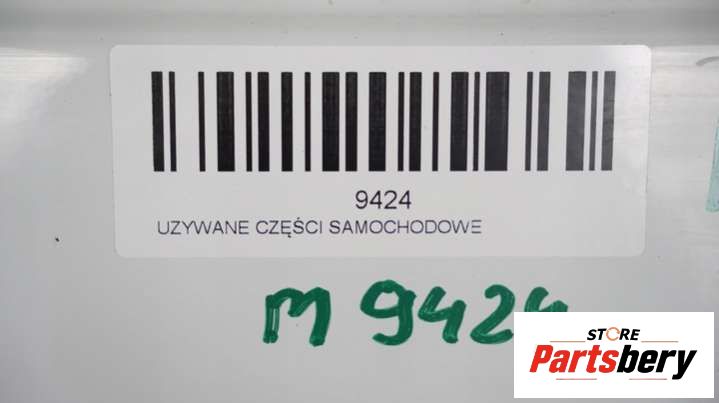 9424
UZYWANE CZĘŚCI SAMOCHODOWE
M 9424
STORE
Partsbery